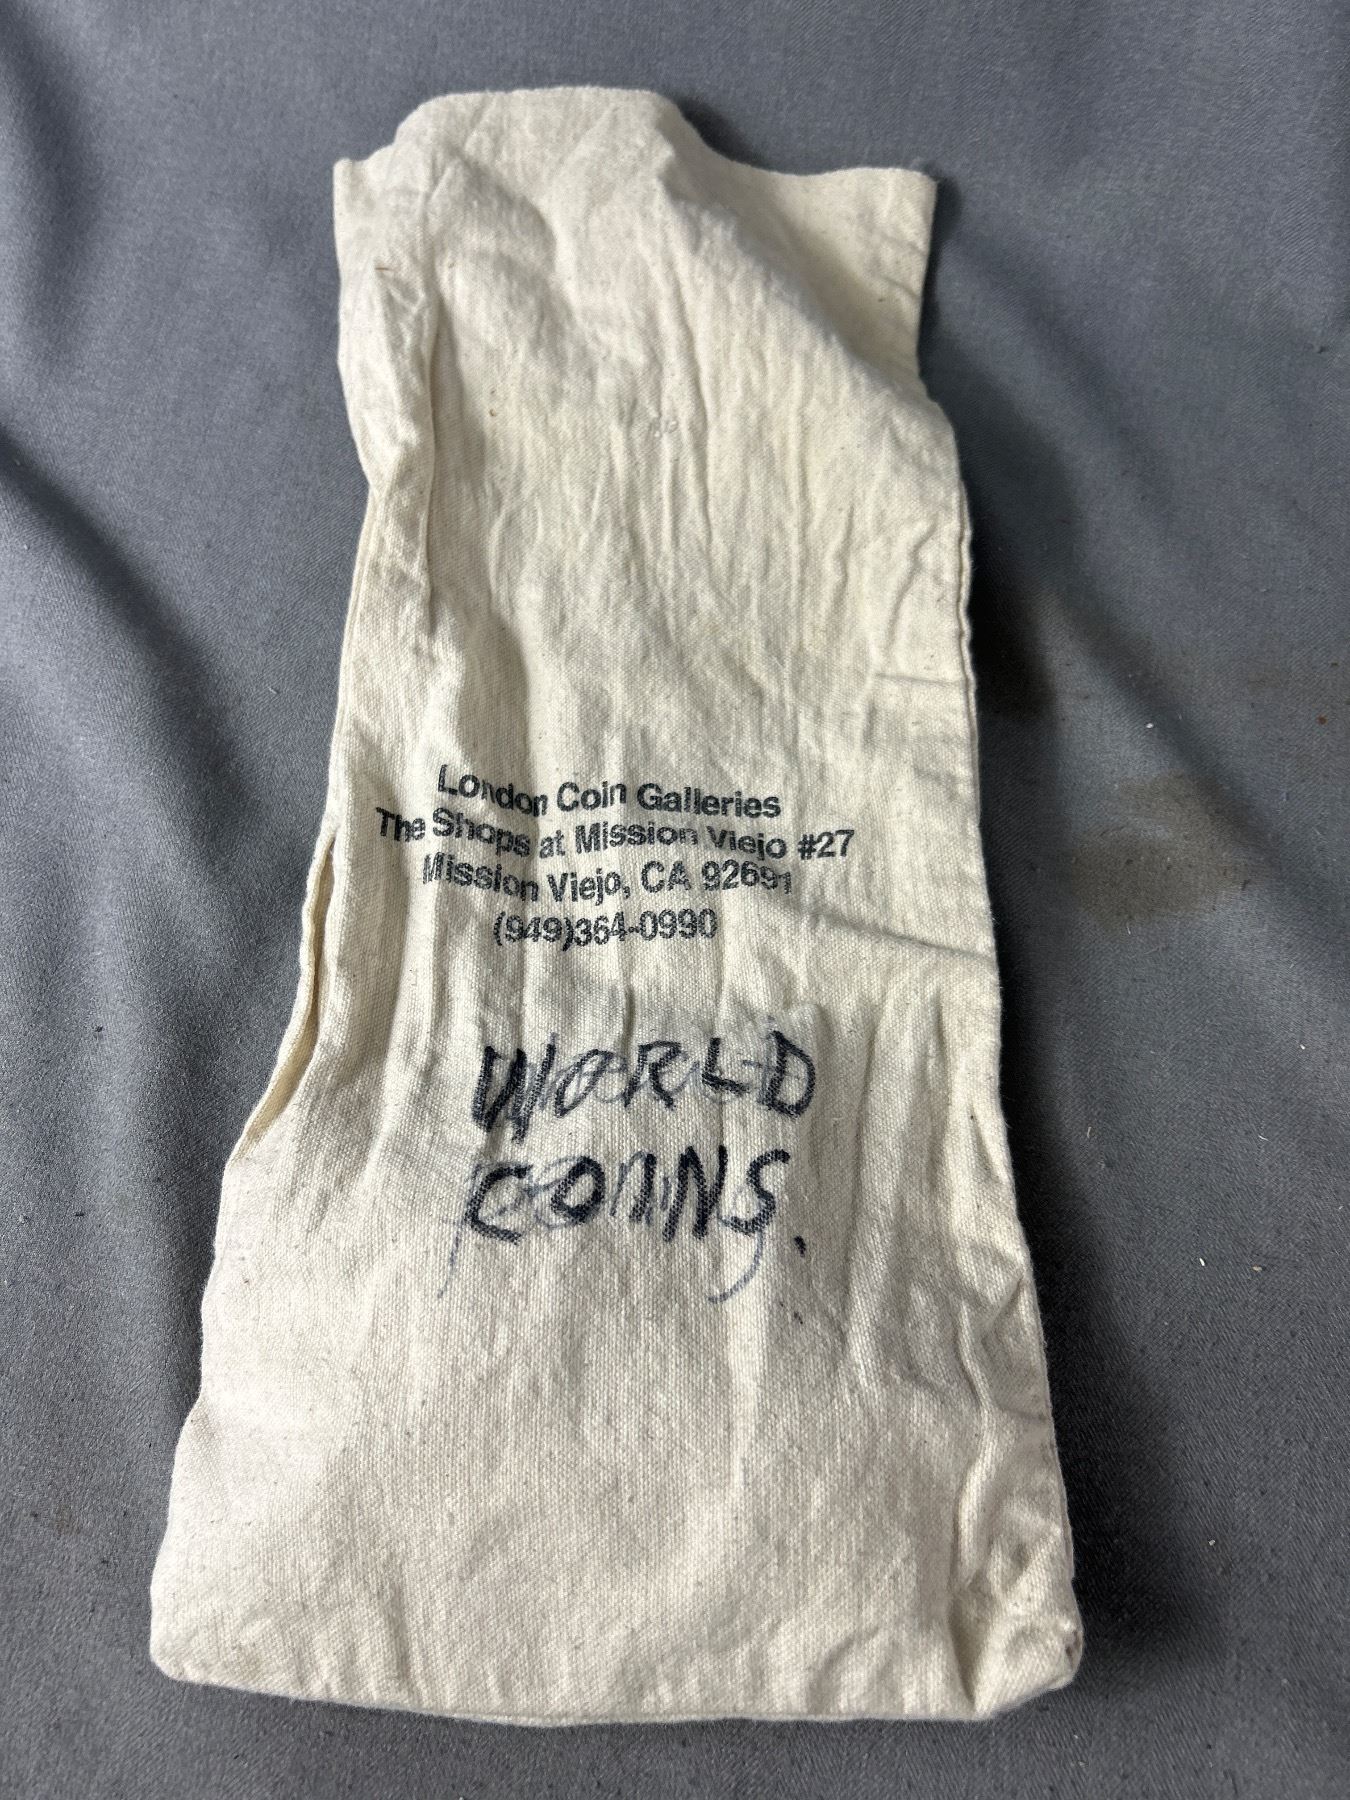 London Coin Galleries
The Shops at Mission Viejo #27
Mission Viejo, CA 92691
(949)364-0990
WORLD
COINS.